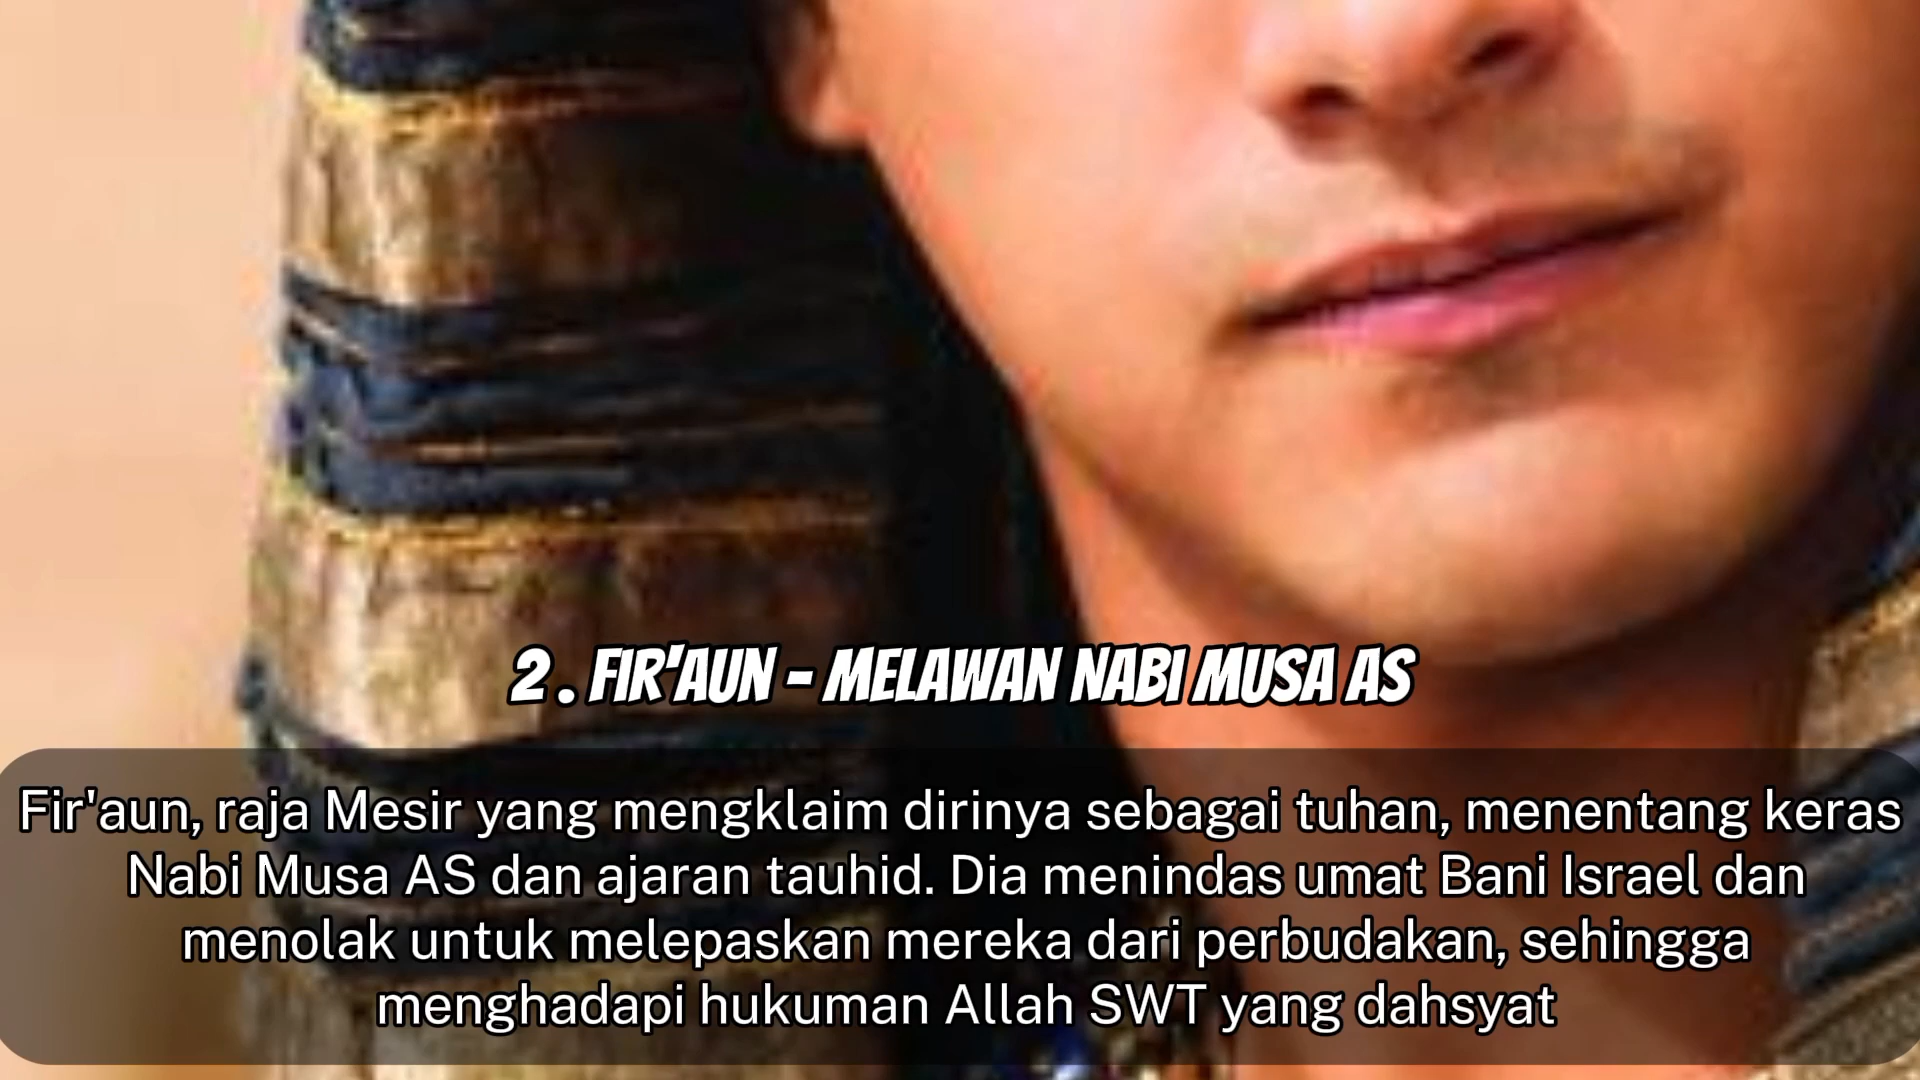 2. FIR'AUN - MELAWAN NABI MUSA AS
Fir'aun, raja Mesir yang mengklaim dirinya sebagai tuhan, menentang keras
Nabi Musa AS dan ajaran tauhid. Dia menindas umat Bani Israel dan
menolak untuk melepaskan mereka dari perbudakan, sehingga
menghadapi hukuman Allah SWT yang dahsyat